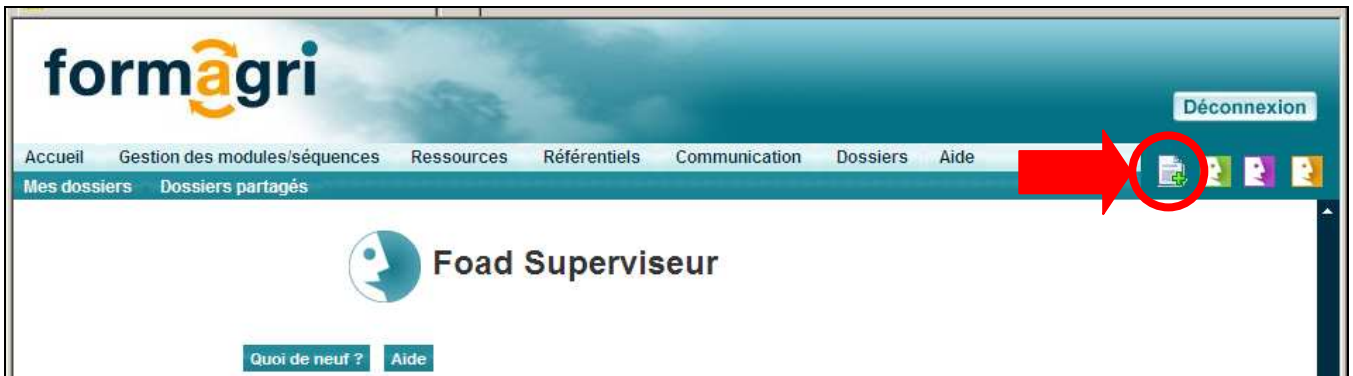 formagri
Déconnexion
Accueil Gestion des modules/séquences Ressources Référentiels Communication Dossiers Aide
Mes dossiers Dossiers partagés
Foad Superviseur
Quoi de neuf ? Aide